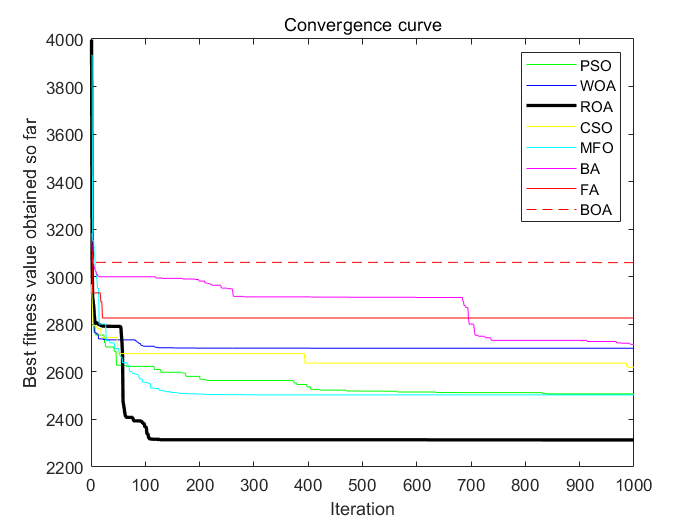 Convergence curve
Best fitness value obtained so far
4000
3800
3600
3400
3200
3000
2800
2600
2400
2200
PSO
WOA
ROA
CSO
MFO
BA
FA
BOA
0 100 200 300 400 500 600 700 800 900 1000
Iteration